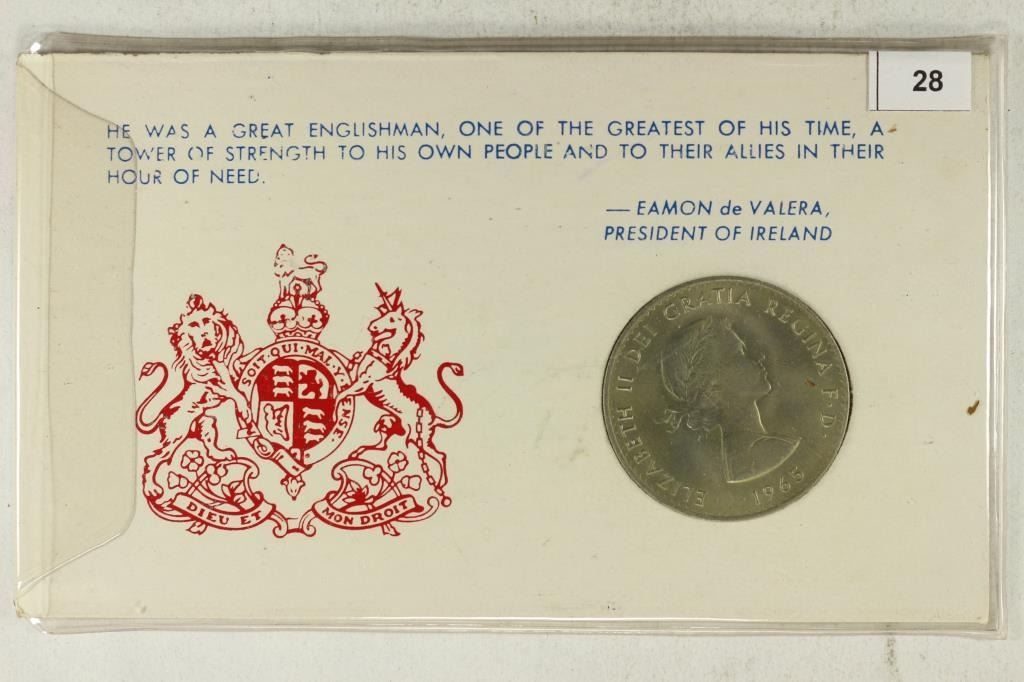 28
HE WAS A GREAT ENGLISHMAN, ONE OF THE GREATEST OF HIS TIME, A
TOWER OF STRENGTH TO HIS OWN PEOPLE AND TO THEIR ALLIES IN THEIR
HOUR OF NEED.
— EAMON de VALERA,
PRESIDENT OF IRELAND
SOIT·QUI·MAL·Y·
ENSE·
DIEU ET
MON DROIT
ELIZABETH II DEI GRATIA REGINA F·D·
1965